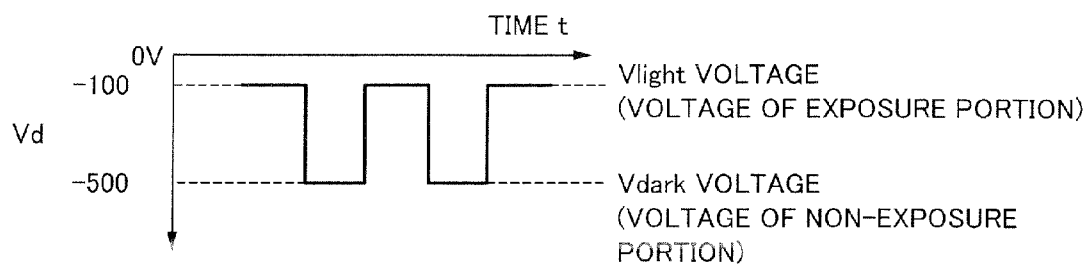 TIME t
0V
-100
Vlight VOLTAGE
(VOLTAGE OF EXPOSURE PORTION)
Vd
-500
Vdark VOLTAGE
(VOLTAGE OF NON-EXPOSURE
PORTION)